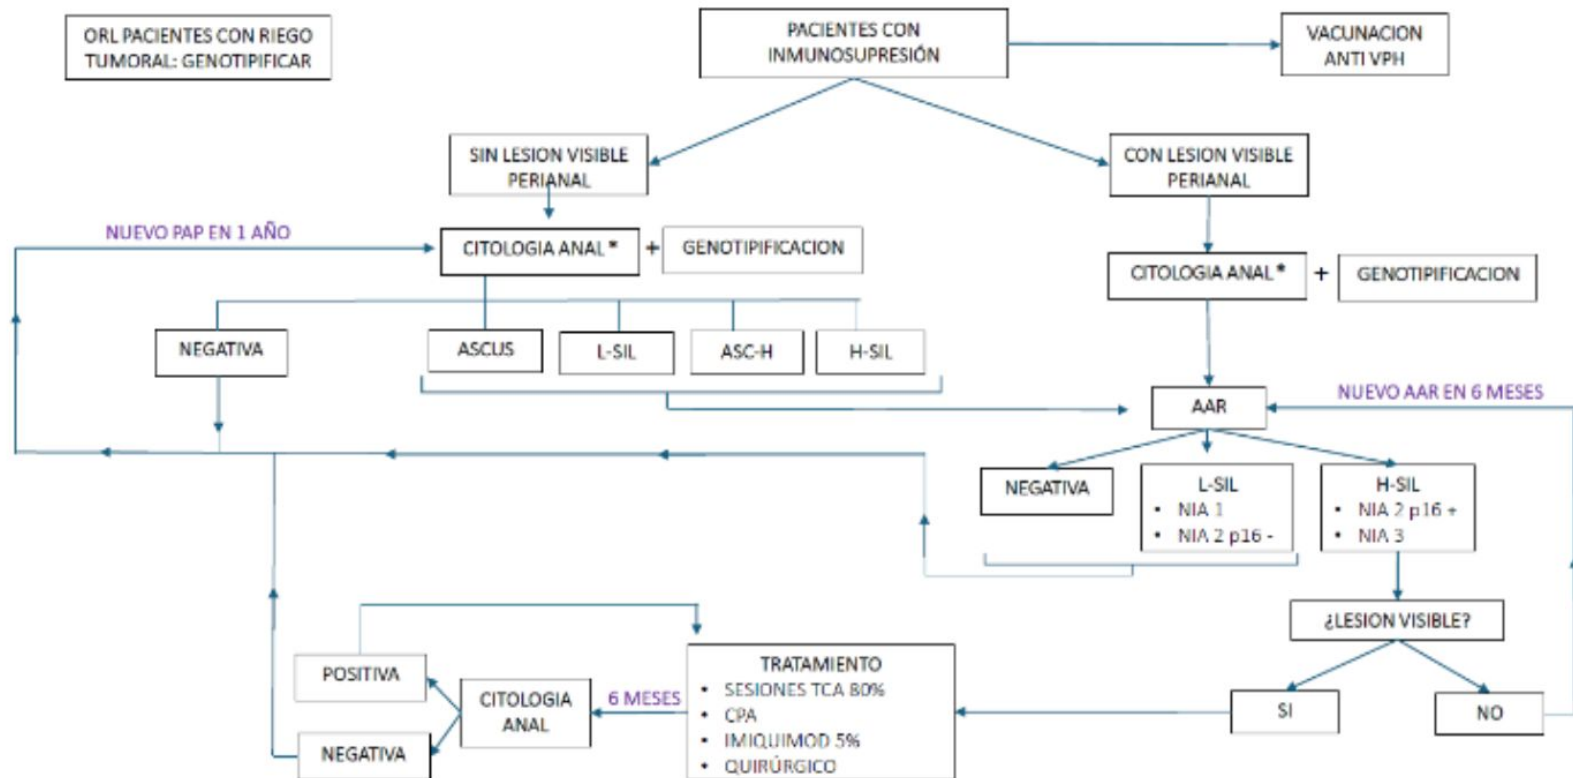 ORL PACIENTES CON RIEGO
TUMORAL: GENOTIPIFICAR
PACIENTES CON
INMUNOSUPRESIÓN
VACUNACION
ANTI VPH
SIN LESION VISIBLE
PERIANAL
CON LESION VISIBLE
PERIANAL
NUEVO PAP EN 1 AÑO
CITOLOGIA ANAL *
+
GENOTIPIFICACION
CITOLOGIA ANAL *
+
GENOTIPIFICACION
NEGATIVA
ASCUS
L-SIL
ASC-H
H-SIL
AAR
NUEVO AAR EN 6 MESES
NEGATIVA
L-SIL
• NIA 1
• NIA 2 p16 -
H-SIL
• NIA 2 p16 +
• NIA 3
¿LESION VISIBLE?
SI
NO
TRATAMIENTO
• SESIONES TCA 80%
• CPA
• IMIQUIMOD 5%
• QUIRÚRGICO
6 MESES
CITOLOGIA
ANAL
POSITIVA
NEGATIVA